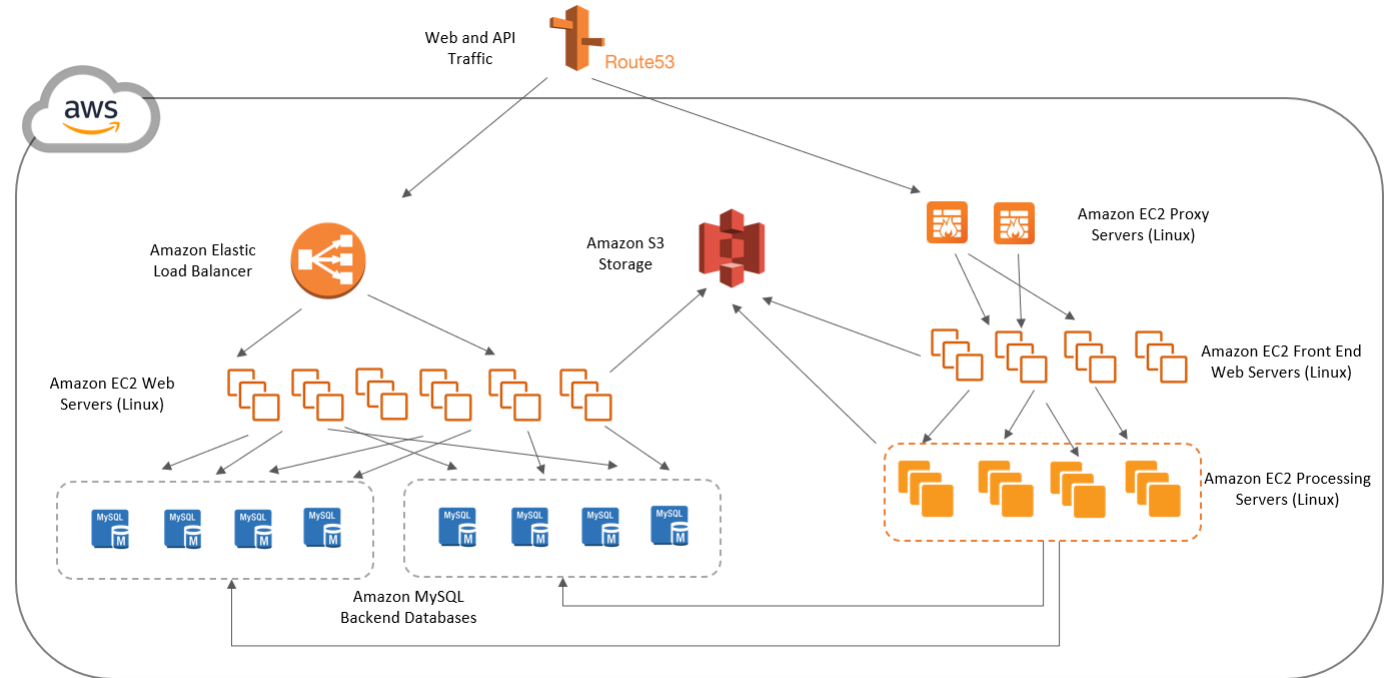 Web and API
Traffic
Route53
aws
Amazon EC2 Proxy
Servers (Linux)
Amazon Elastic
Load Balancer
Amazon S3
Storage
Amazon EC2 Front End
Web Servers (Linux)
Amazon EC2 Web
Servers (Linux)
Amazon EC2 Processing
Servers (Linux)
MySQL
M
MySQL
M
MySQL
M
MySQL
M
MySQL
M
MySQL
M
MySQL
M
MySQL
M
Amazon MySQL
Backend Databases